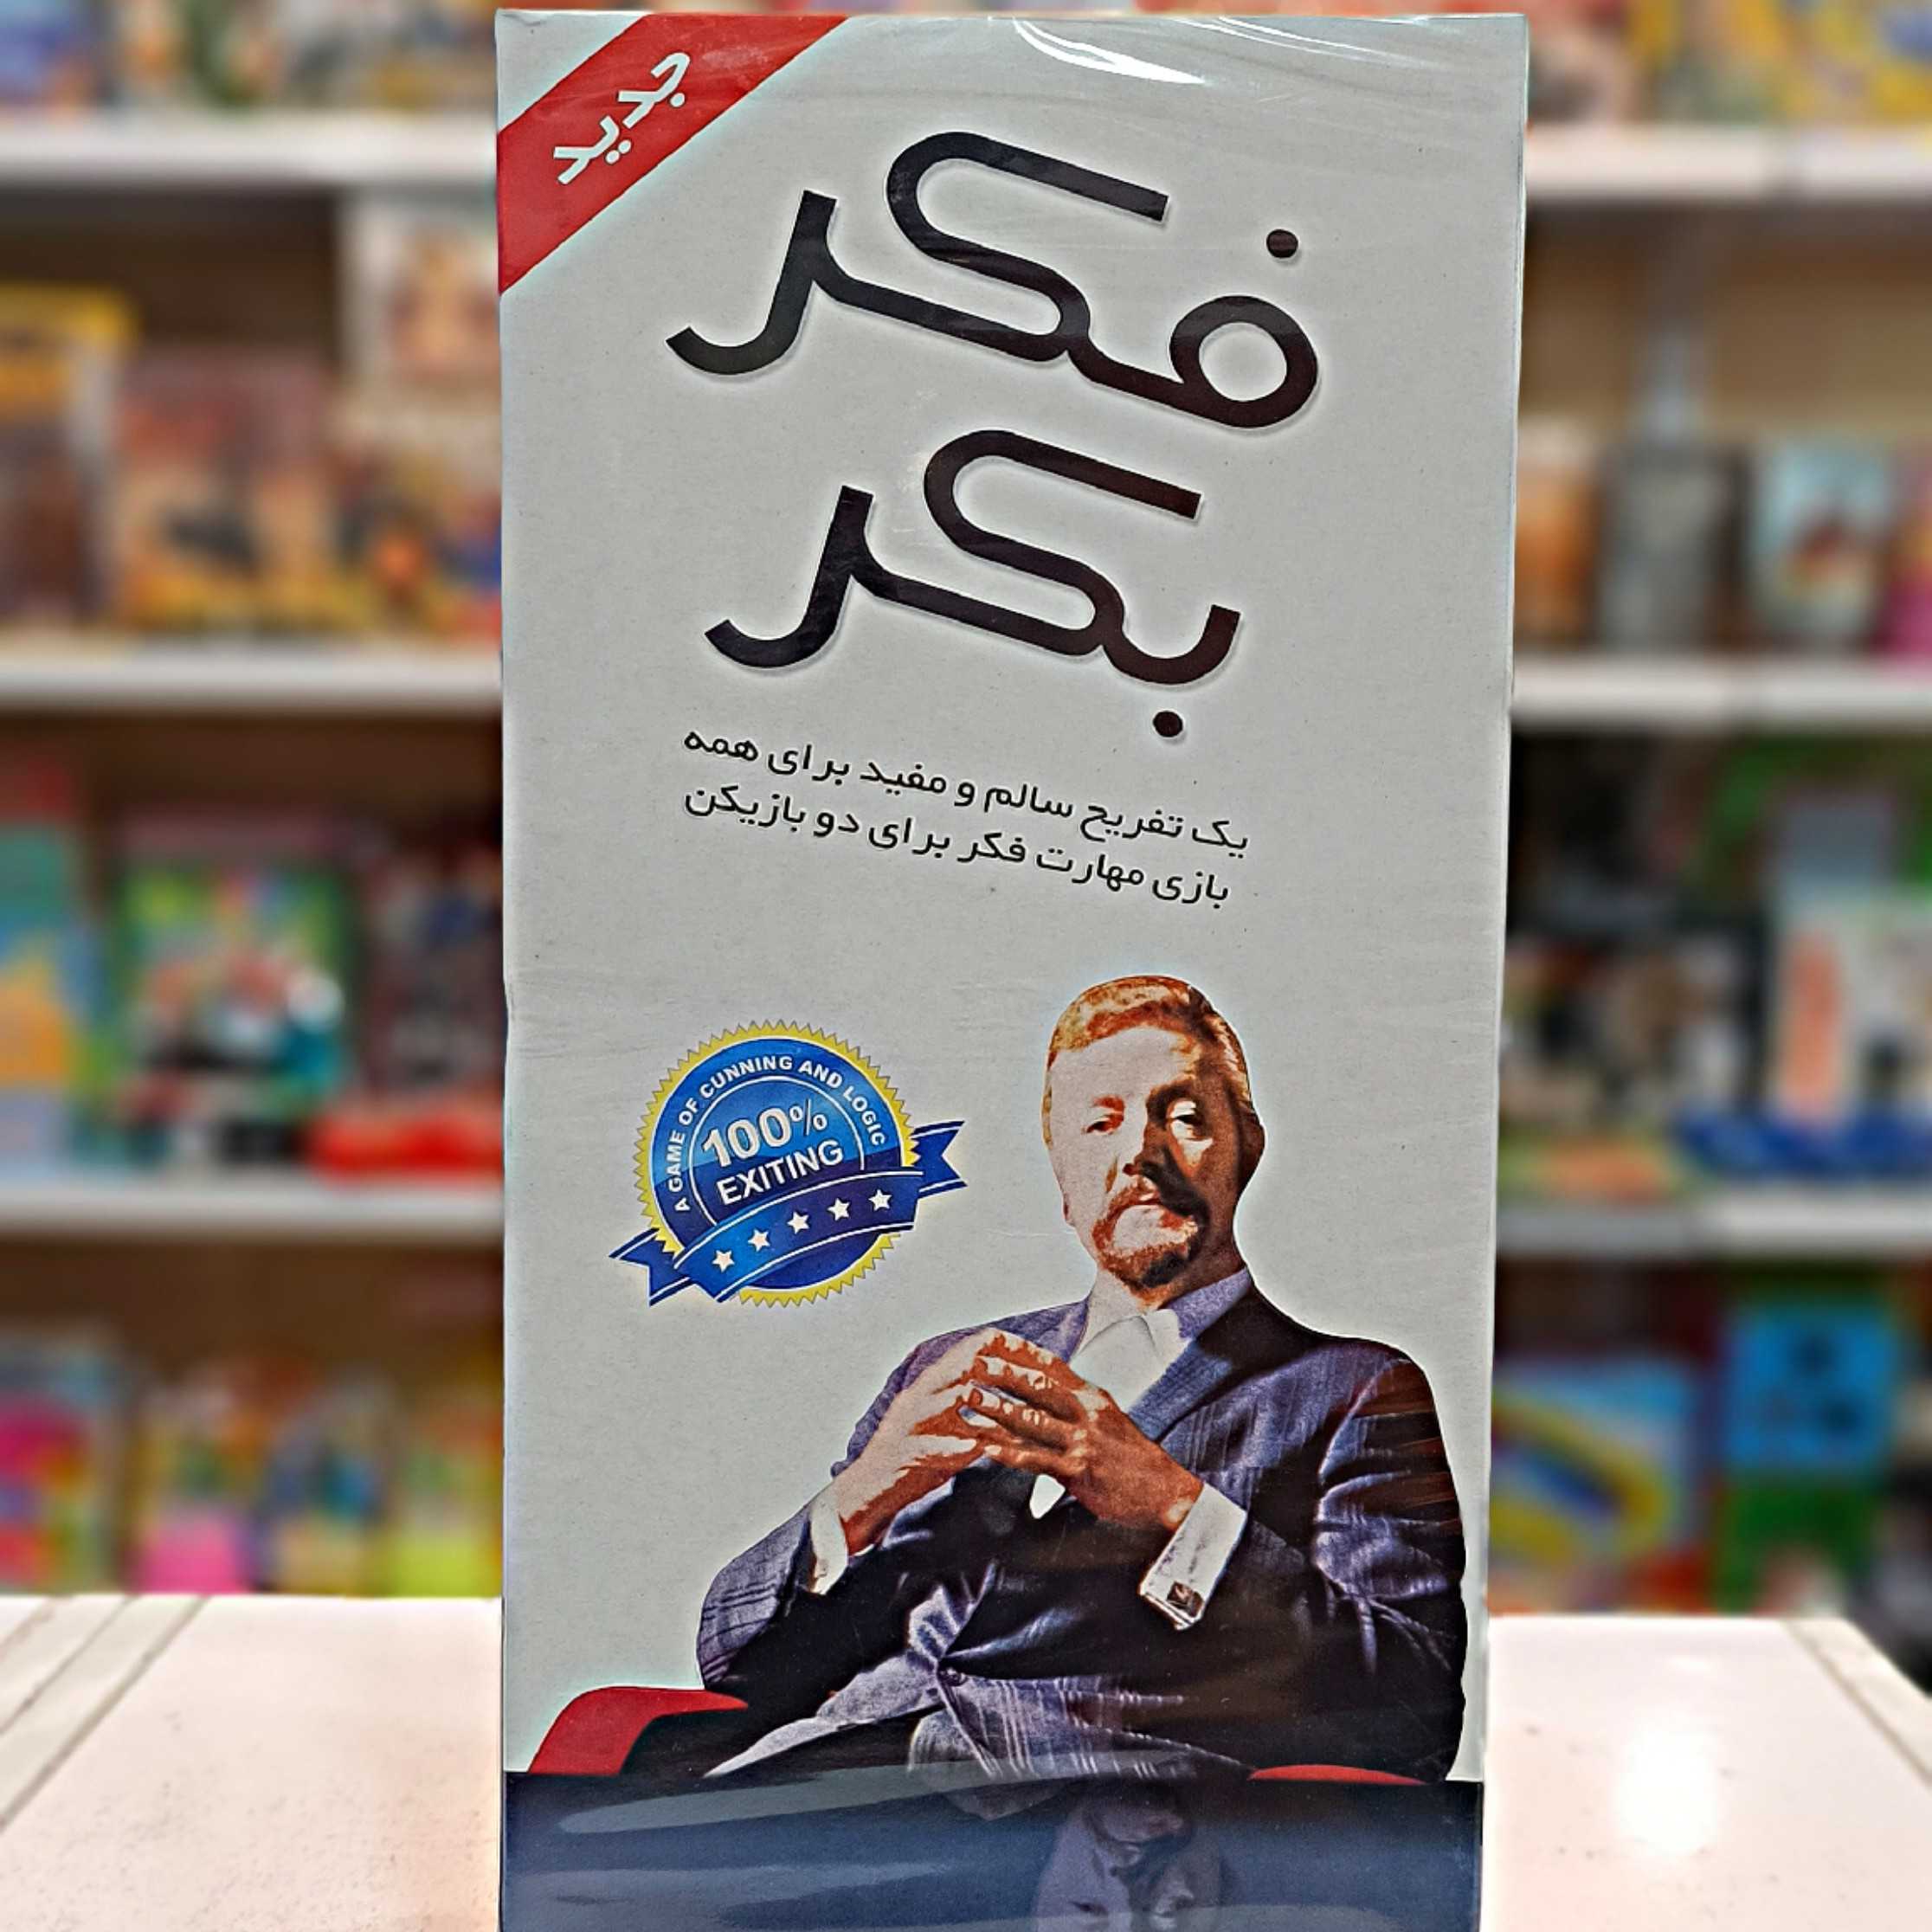 جدید
فکر
بکر
یک تفریح سالم و مفید برای همه
بازی مهارت فکر برای دو بازیکن
A GAME OF CUNNING AND LOGIC
100%
EXITING